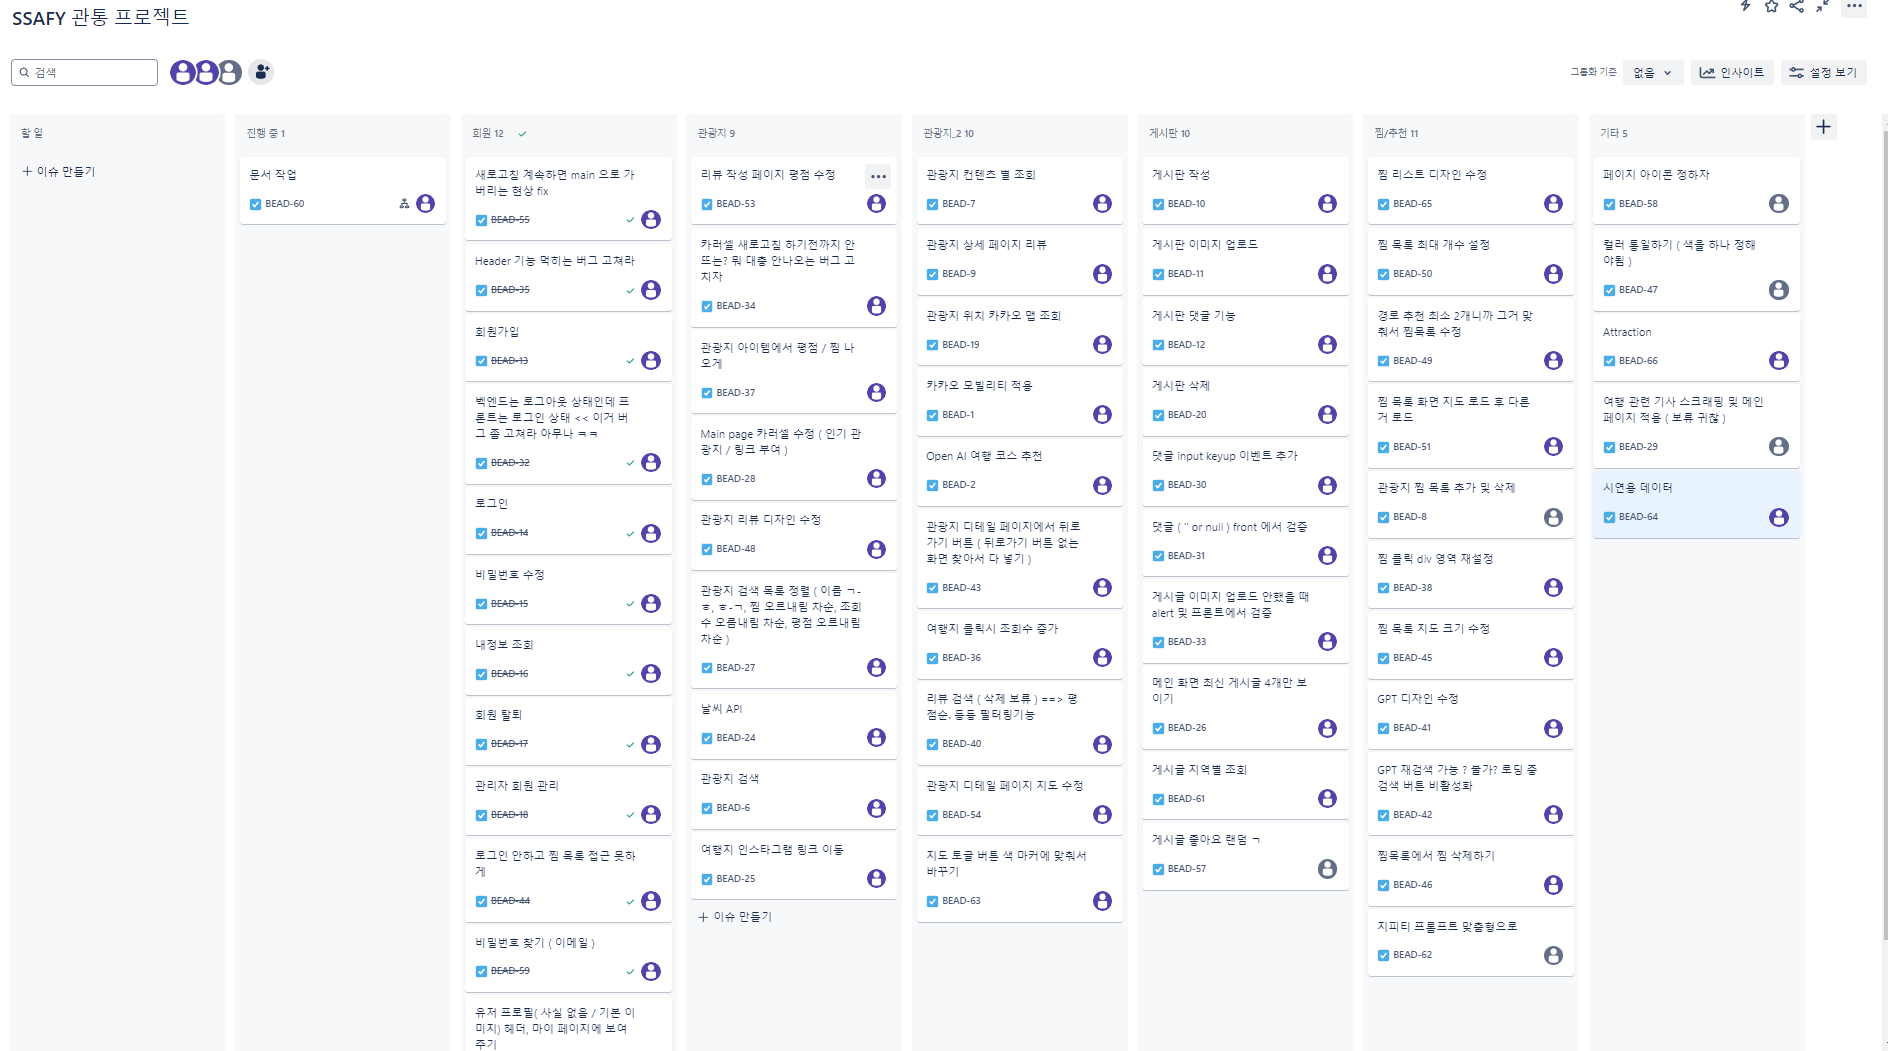 SSAFY 관통 프로젝트
검색
그룹화 기준
없음
인사이트
설정 보기
할 일
+ 이슈 만들기
진행 중 1
문서 작업
BEAD-60
회원 12
새로고침 계속하면 main 으로 가
버리는 현상 fix
BEAD-55
Header 기능 먹히는 버그 고쳐라
BEAD-35
회원가입
BEAD-13
벡엔드는 로그아웃 상태인데 프
론트는 로그인 상태 << 이거 버
그 좀 고쳐라 아무나 ㅋㅋ
BEAD-32
로그인
BEAD-14
비밀번호 수정
BEAD-15
내정보 조회
BEAD-16
회원 탈퇴
BEAD-17
관리자 회원 관리
BEAD-18
로그인 안하고 찜 목록 접근 못하
게
BEAD-44
비밀번호 찾기 ( 이메일 )
BEAD-59
유저 프로필( 사실 없음 / 기본 이
미지) 헤더, 마이 페이지에 보여
주기
관광지 9
리뷰 작성 페이지 평점 수정
BEAD-53
카러셀 새로고침 하기전까지 안
뜨는? 뭐 대충 안나오는 버그 고
치자
BEAD-34
관광지 아이템에서 평점 / 찜 나
오게
BEAD-37
Main page 카러셀 수정 ( 인기 관
광지 / 링크 부여 )
BEAD-28
관광지 리뷰 디자인 수정
BEAD-48
관광지 검색 목록 정렬 ( 이름 ㄱ-
ㅎ, ㅎ-ㄱ, 찜 오르내림 차순, 조회
수 오름내림 차순, 평점 오르내림
차순 )
BEAD-27
날씨 API
BEAD-24
관광지 검색
BEAD-6
여행지 인스타그램 링크 이동
BEAD-25
+ 이슈 만들기
관광지_2 10
관광지 컨텐츠 별 조회
BEAD-7
관광지 상세 페이지 리뷰
BEAD-9
관광지 위치 카카오 맵 조회
BEAD-19
카카오 모빌리티 적용
BEAD-1
Open AI 여행 코스 추천
BEAD-2
관광지 디테일 페이지에서 뒤로
가기 버튼 ( 뒤로가기 버튼 없는
화면 찾아서 다 넣기 )
BEAD-43
여행지 클릭시 조회수 증가
BEAD-36
리뷰 검색 ( 삭제 보류 ) ==> 평
점순. 등등 필터링기능
BEAD-40
관광지 디테일 페이지 지도 수정
BEAD-54
지도 토글 버튼 색 마커에 맞춰서
바꾸기
BEAD-63
게시판 10
게시판 작성
BEAD-10
게시판 이미지 업로드
BEAD-11
게시판 댓글 기능
BEAD-12
게시판 삭제
BEAD-20
댓글 input keyup 이벤트 추가
BEAD-30
댓글 ( '' or null ) front 에서 검증
BEAD-31
게시글 이미지 업로드 안했을 때
alert 및 프론트에서 검증
BEAD-33
메인 화면 최신 게시글 4개만 보
이기
BEAD-26
게시글 지역별 조회
BEAD-61
게시글 좋아요 랜덤 ㄱ
BEAD-57
찜/추천 11
찜 리스트 디자인 수정
BEAD-65
찜 목록 최대 개수 설정
BEAD-50
경로 추천 최소 2개니까 그거 맞
춰서 찜목록 수정
BEAD-49
찜 목록 화면 지도 로드 후 다른
거 로드
BEAD-51
관광지 찜 목록 추가 및 삭제
BEAD-8
찜 클릭 div 영역 재설정
BEAD-38
찜 목록 지도 크기 수정
BEAD-45
GPT 디자인 수정
BEAD-41
GPT 재검색 가능 ? 불가? 로딩 중
검색 버튼 비활성화
BEAD-42
찜목록에서 찜 삭제하기
BEAD-46
지피티 프롬프트 맞춤형으로
BEAD-62
기타 5
페이지 아이콘 정하자
BEAD-58
컬러 통일하기 ( 색을 하나 정해
야됨 )
BEAD-47
Attraction
BEAD-66
여행 관련 기사 스크래핑 및 메인
페이지 적용 ( 보류 귀찮 )
BEAD-29
시연용 데이터
BEAD-64